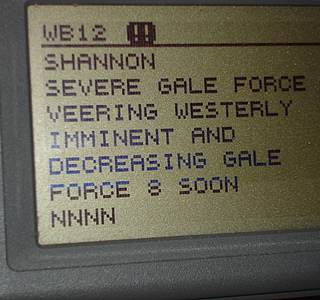 WB12 !!
SHANNON
SEVERE GALE FORCE
VEERING WESTERLY
IMMINENT AND
DECREASING GALE
FORCE 8 SOON
NNNN